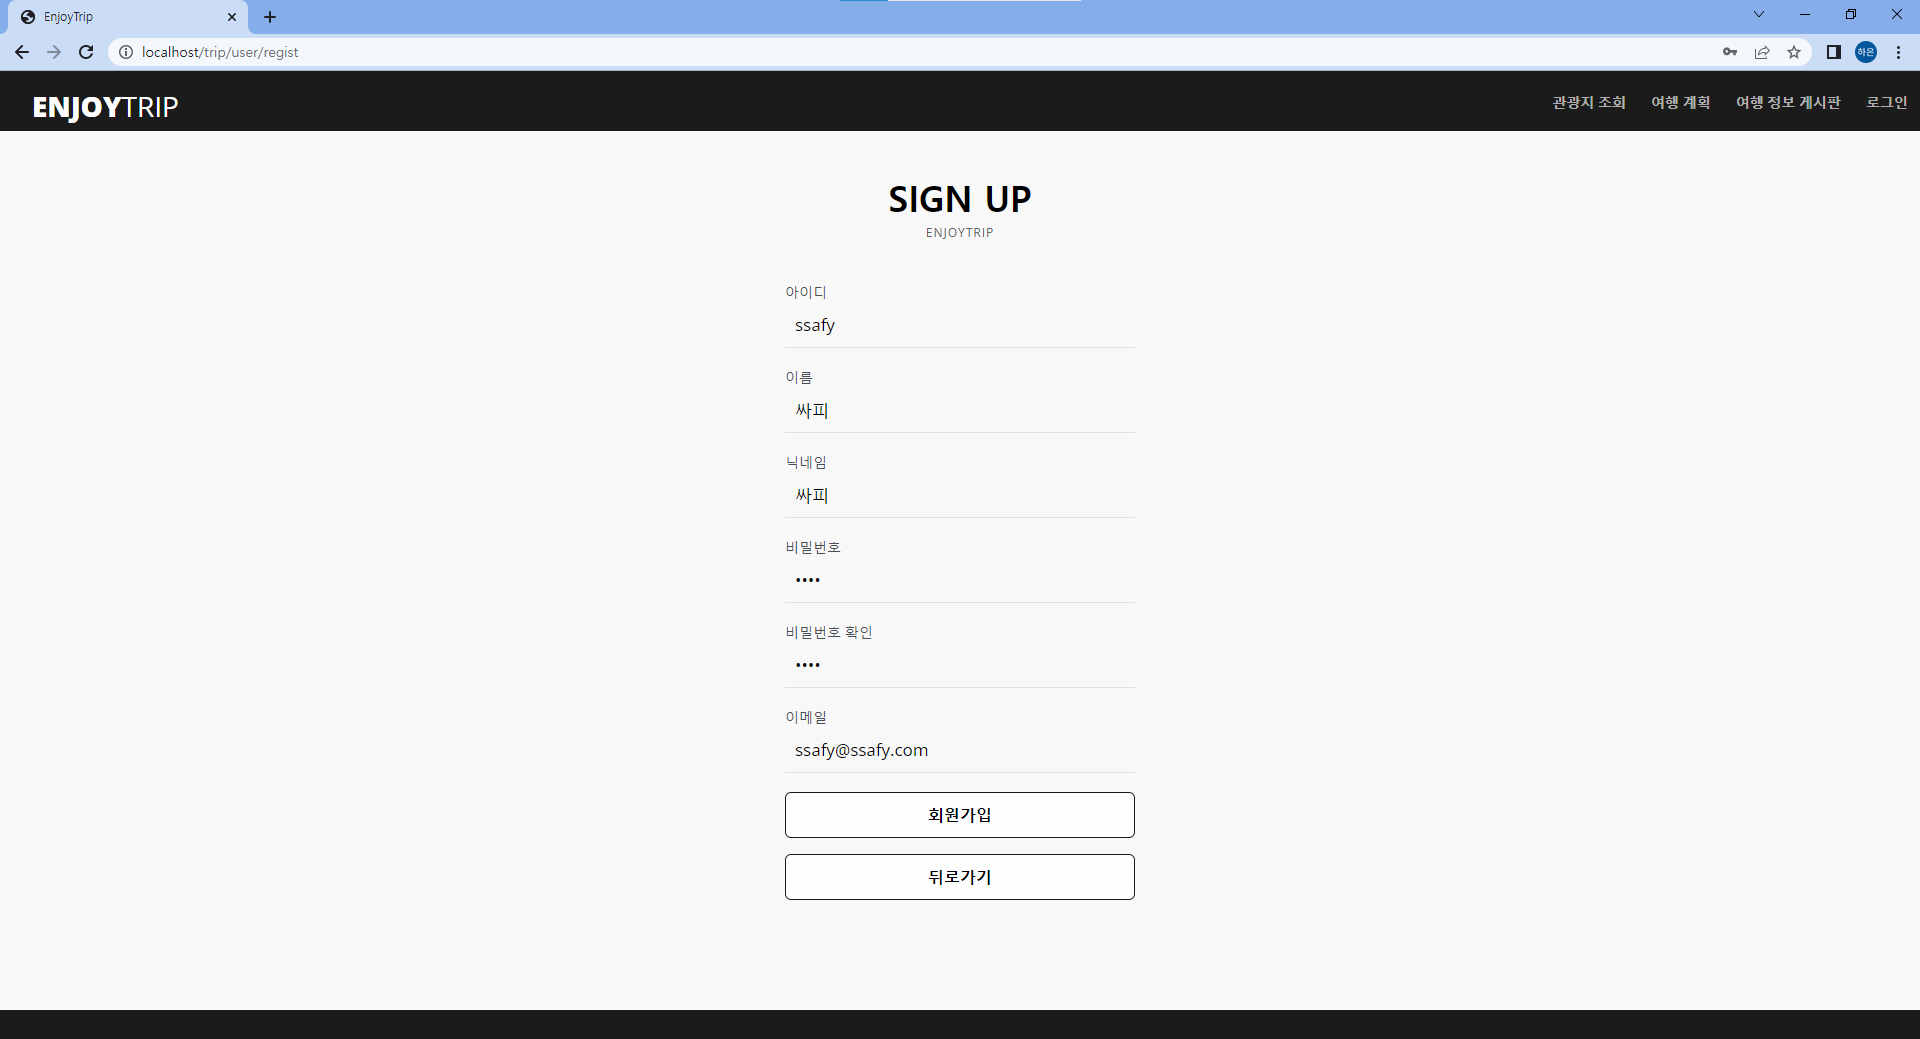 EnjoyTrip
localhost/trip/user/regist
하은
ENJOYTRIP
관광지 조회 여행 계획 여행 정보 게시판 로그인
SIGN UP
ENJOYTRIP
아이디
ssafy
이름
싸피
닉네임
싸피
비밀번호
••••
비밀번호 확인
••••
이메일
ssafy@ssafy.com
회원가입
뒤로가기